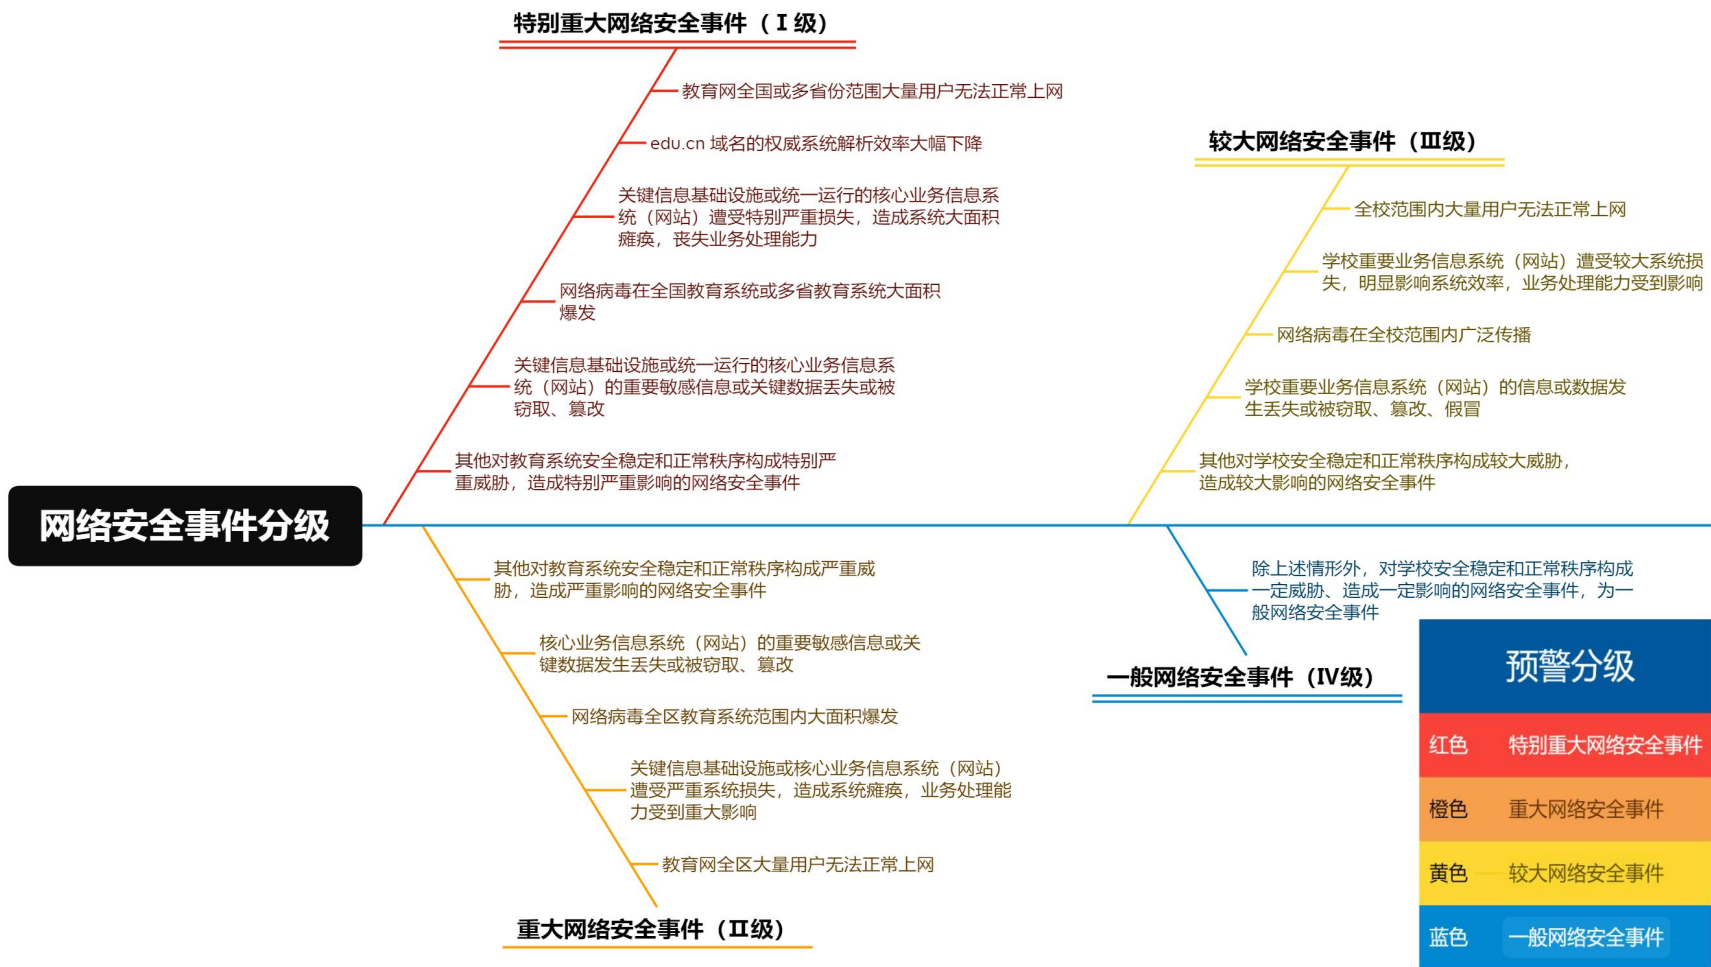 特别重大网络安全事件（Ⅰ级）
教育网全国或多省份范围大量用户无法正常上网
edu.cn 域名的权威系统解析效率大幅下降
关键信息基础设施或统一运行的核心业务信息系
统（网站）遭受特别严重损失，造成系统大面积
瘫痪，丧失业务处理能力
网络病毒在全国教育系统或多省教育系统大面积
爆发
关键信息基础设施或统一运行的核心业务信息系
统（网站）的重要敏感信息或关键数据丢失或被
窃取、篡改
其他对教育系统安全稳定和正常秩序构成特别严
重威胁，造成特别严重影响的网络安全事件
较大网络安全事件（Ⅲ级）
全校范围内大量用户无法正常上网
学校重要业务信息系统（网站）遭受较大系统损
失，明显影响系统效率，业务处理能力受到影响
网络病毒在全校范围内广泛传播
学校重要业务信息系统（网站）的信息或数据发
生丢失或被窃取、篡改、假冒
其他对学校安全稳定和正常秩序构成较大威胁，
造成较大影响的网络安全事件
网络安全事件分级
其他对教育系统安全稳定和正常秩序构成严重威
胁，造成严重影响的网络安全事件
核心业务信息系统（网站）的重要敏感信息或关
键数据发生丢失或被窃取、篡改
网络病毒全区教育系统范围内大面积爆发
关键信息基础设施或核心业务信息系统（网站）
遭受严重系统损失，造成系统瘫痪，业务处理能
力受到重大影响
教育网全区大量用户无法正常上网
重大网络安全事件（Ⅱ级）
除上述情形外，对学校安全稳定和正常秩序构成
一定威胁、造成一定影响的网络安全事件，为一
般网络安全事件
一般网络安全事件（Ⅳ级）
预警分级
红色 特别重大网络安全事件
橙色 重大网络安全事件
黄色 较大网络安全事件
蓝色 一般网络安全事件